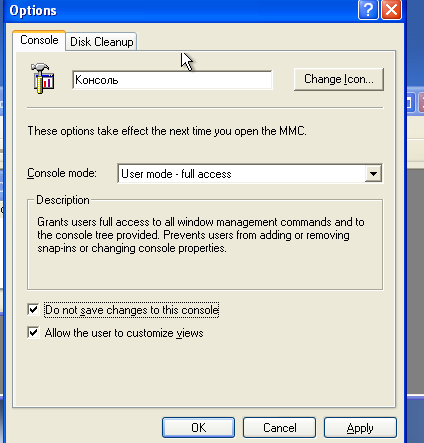 Options
Console Disk Cleanup
Консоль Change Icon...
These options take effect the next time you open the MMC.
Console mode: User mode - full access
Description
Grants users full access to all window management commands and to
the console tree provided. Prevents users from adding or removing
snap-ins or changing console properties.
Do not save changes to this console
Allow the user to customize views
OK Cancel Apply